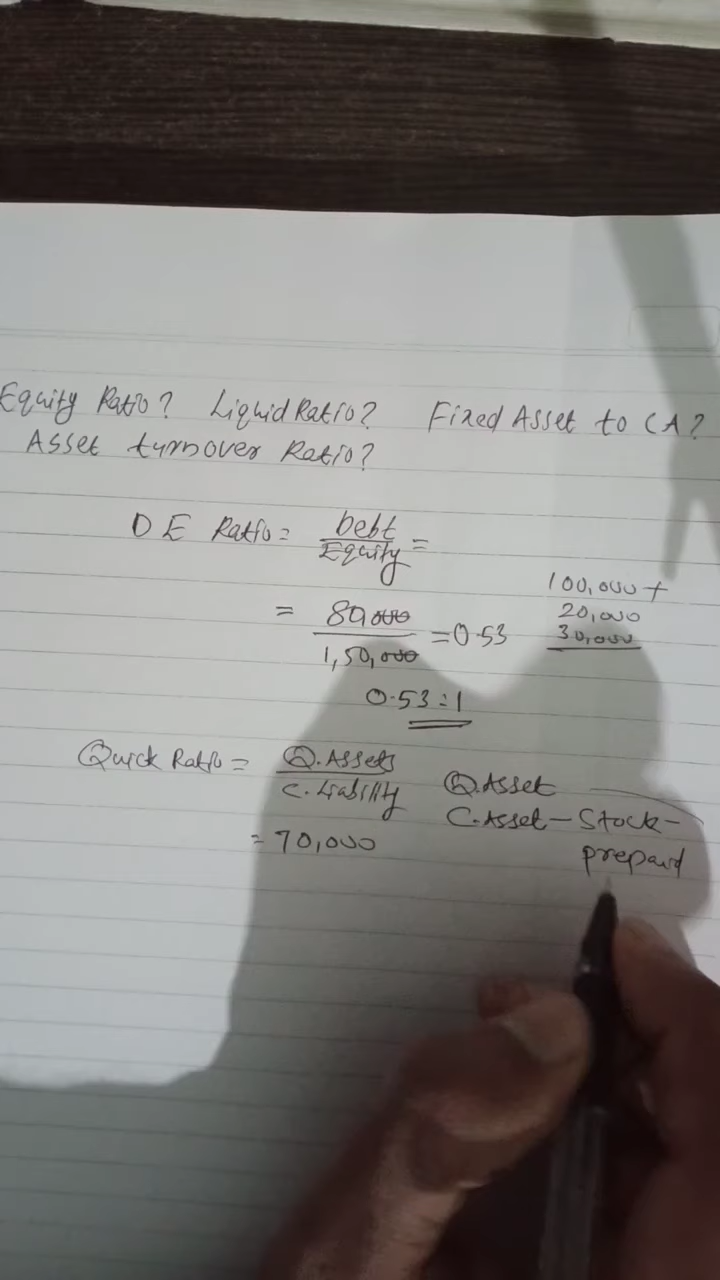 Equity Ratio? Liquid Ratio? Fixed Asset to CA?
Asset turnover Ratio?
DE Ratio = Debt / Equity =
= 80,000 / 1,50,000 = 0.53
100,000 +
20,000
30,000
0.53:1
Quick Ratio = Q.Assets / C.Liability
Q.Asset
C.Asset - Stock -
prepaid
= 70,000